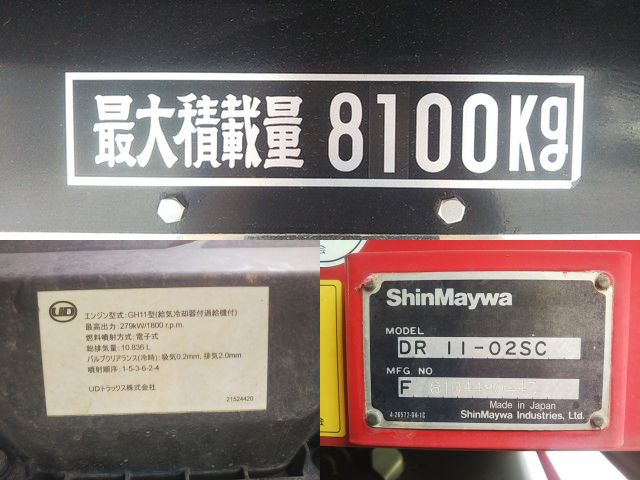 最大積載量 8100Kg
UD
エンジン型式:GH11型(給気冷却器付過給機付)
最高出力:279kW/1800 r.p.m.
燃料噴射方式:電子式
総排気量:10.836 L
バルブクリアランス(冷時):吸気0.2mm, 排気2.0mm
噴射順序:1-5-3-6-2-4
UDトラックス株式会社
21524420
ShinMaywa
MODEL
DR 11-02SC
MFG NO
F
Made in Japan
4-26577-04-1C ShinMaywa Industries, Ltd.